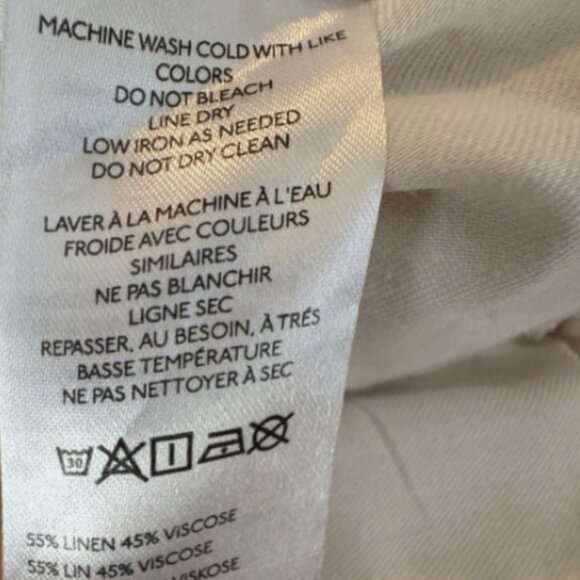 MACHINE WASH COLD WITH LIKE
COLORS
DO NOT BLEACH
LINE DRY
LOW IRON AS NEEDED
DO NOT DRY CLEAN
LAVER À LA MACHINE À L'EAU
FROIDE AVEC COULEURS
SIMILAIRES
NE PAS BLANCHIR
LIGNE SEC
REPASSER, AU BESOIN, À TRÉS
BASSE TEMPÉRATURE
NE PAS NETTOYER À SEC
30
55% LINEN 45% VISCOSE
55% LIN 45% VISCOSE
VISKOSE